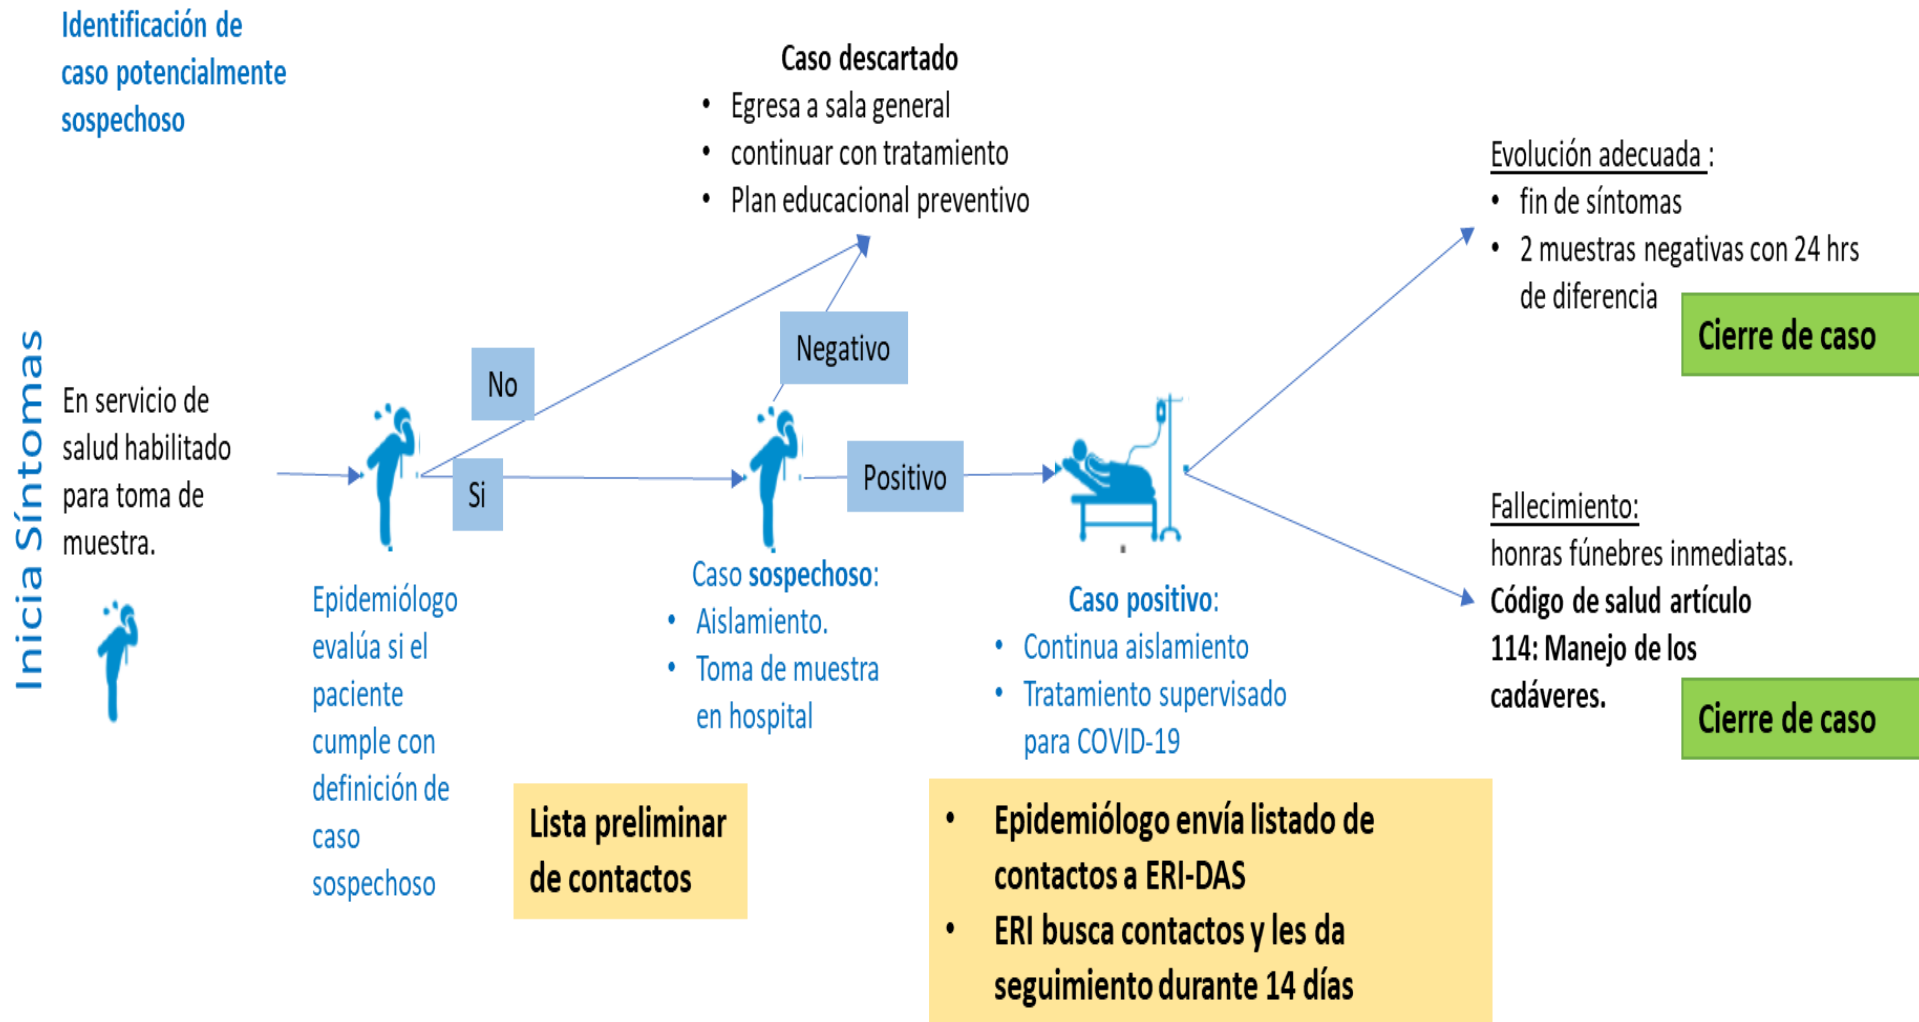 Identificación de
caso potencialmente
sospechoso
Inicia Síntomas
En servicio de
salud habilitado
para toma de
muestra.
No
Si
Epidemiólogo
evalúa si el
paciente
cumple con
definición de
caso
sospechoso
Caso descartado
• Egresa a sala general
• continuar con tratamiento
• Plan educacional preventivo
Negativo
Positivo
Caso sospechoso:
• Aislamiento.
• Toma de muestra
en hospital
Lista preliminar
de contactos
Caso positivo:
• Continua aislamiento
• Tratamiento supervisado
para COVID-19
• Epidemiólogo envía listado de
contactos a ERI-DAS
• ERI busca contactos y les da
seguimiento durante 14 días
Evolución adecuada :
• fin de síntomas
• 2 muestras negativas con 24 hrs
de diferencia
Cierre de caso
Fallecimiento:
honras fúnebres inmediatas.
Código de salud artículo
114: Manejo de los
cadáveres.
Cierre de caso